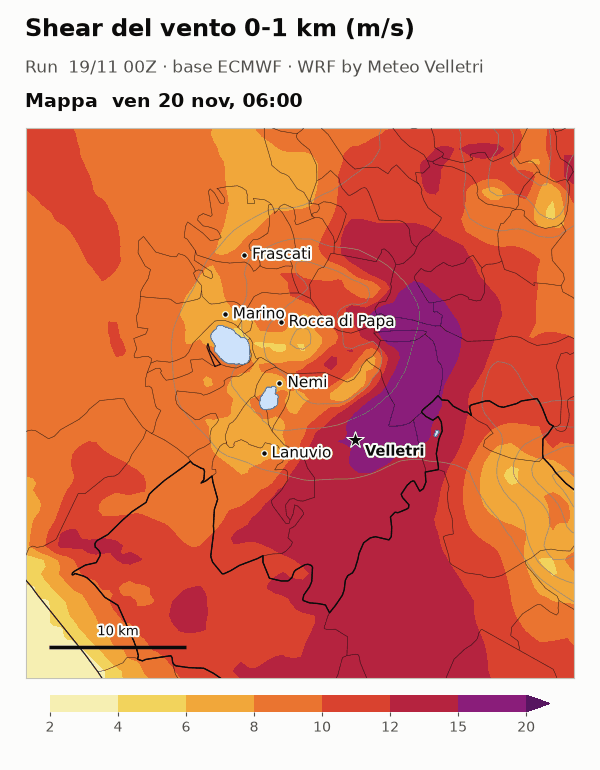 Shear del vento 0-1 km (m/s)
Run  19/11 00Z · base ECMWF · WRF by Meteo Velletri
Mappa  ven 20 nov, 06:00
Frascati
Marino
Rocca di Papa
Nemi
Velletri
Lanuvio
10 km
2 4 6 8 10 12 15 20